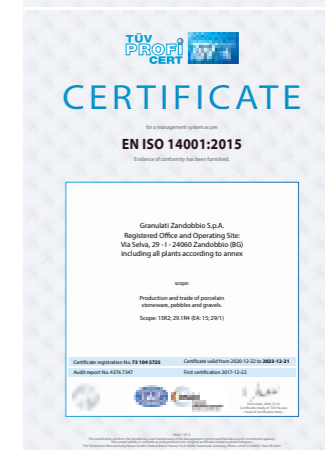 TÜV
PROFi
CERT
CERTIFICATE
for a management system as per
EN ISO 14001:2015
Evidence of conformity has been furnished.
Granulati Zandobbio S.p.A.
Registered Office and Operating Site:
Via Selva, 29 - I - 24060 Zandobbio (BG)
including all plants according to annex
scope:
Production and trade of porcelain
stoneware, pebbles and gravels.
Scope: 15R2; 29.1R4 (EA: 15; 29/1)
Certificate registration No. 73 104 5725 Certificate valid from 2020-12-22 to 2023-12-21
Audit report No. 4376 7347 First certification 2017-12-22